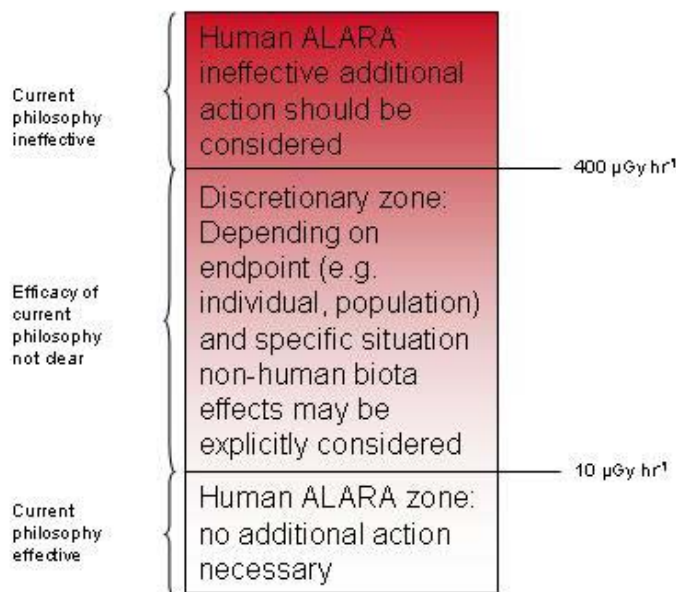 Human ALARA
ineffective additional
action should be
considered
Current
philosophy
ineffective
400 µGy hr⁻¹
Discretionary zone:
Depending on
endpoint (e.g.
individual, population)
and specific situation
non-human biota
effects may be
explicitly considered
Efficacy of
current
philosophy
not clear
10 µGy hr⁻¹
Human ALARA zone:
no additional action
necessary
Current
philosophy
effective